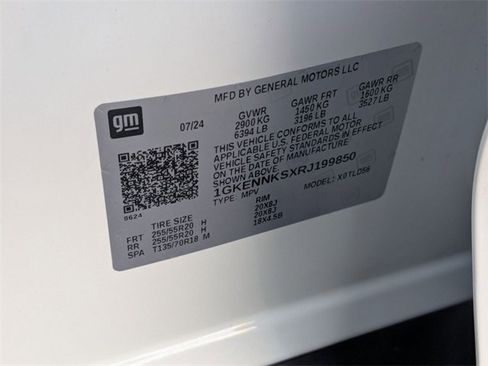 MFD BY GENERAL MOTORS LLC
gm
07/24
GVWR GAWR FRT GAWR RR
2900 KG 1450 KG 1600 KG
6394 LB 3196 LB 3527 LB
THIS VEHICLE CONFORMS TO ALL
APPLICABLE U.S. FEDERAL MOTOR
VEHICLE SAFETY STANDARDS IN EFFECT
ON THE DATE OF MANUFACTURE
SHOWN ABOVE.
1GKENNKSXRJ199850
TYPE: MPV MODEL: X0TLD56
8624
TIRE SIZE RIM
FRT 255/55R20 H 20X8J
RR 255/55R20 H 20X8J
SPA T135/70R18 M 18X4.5B